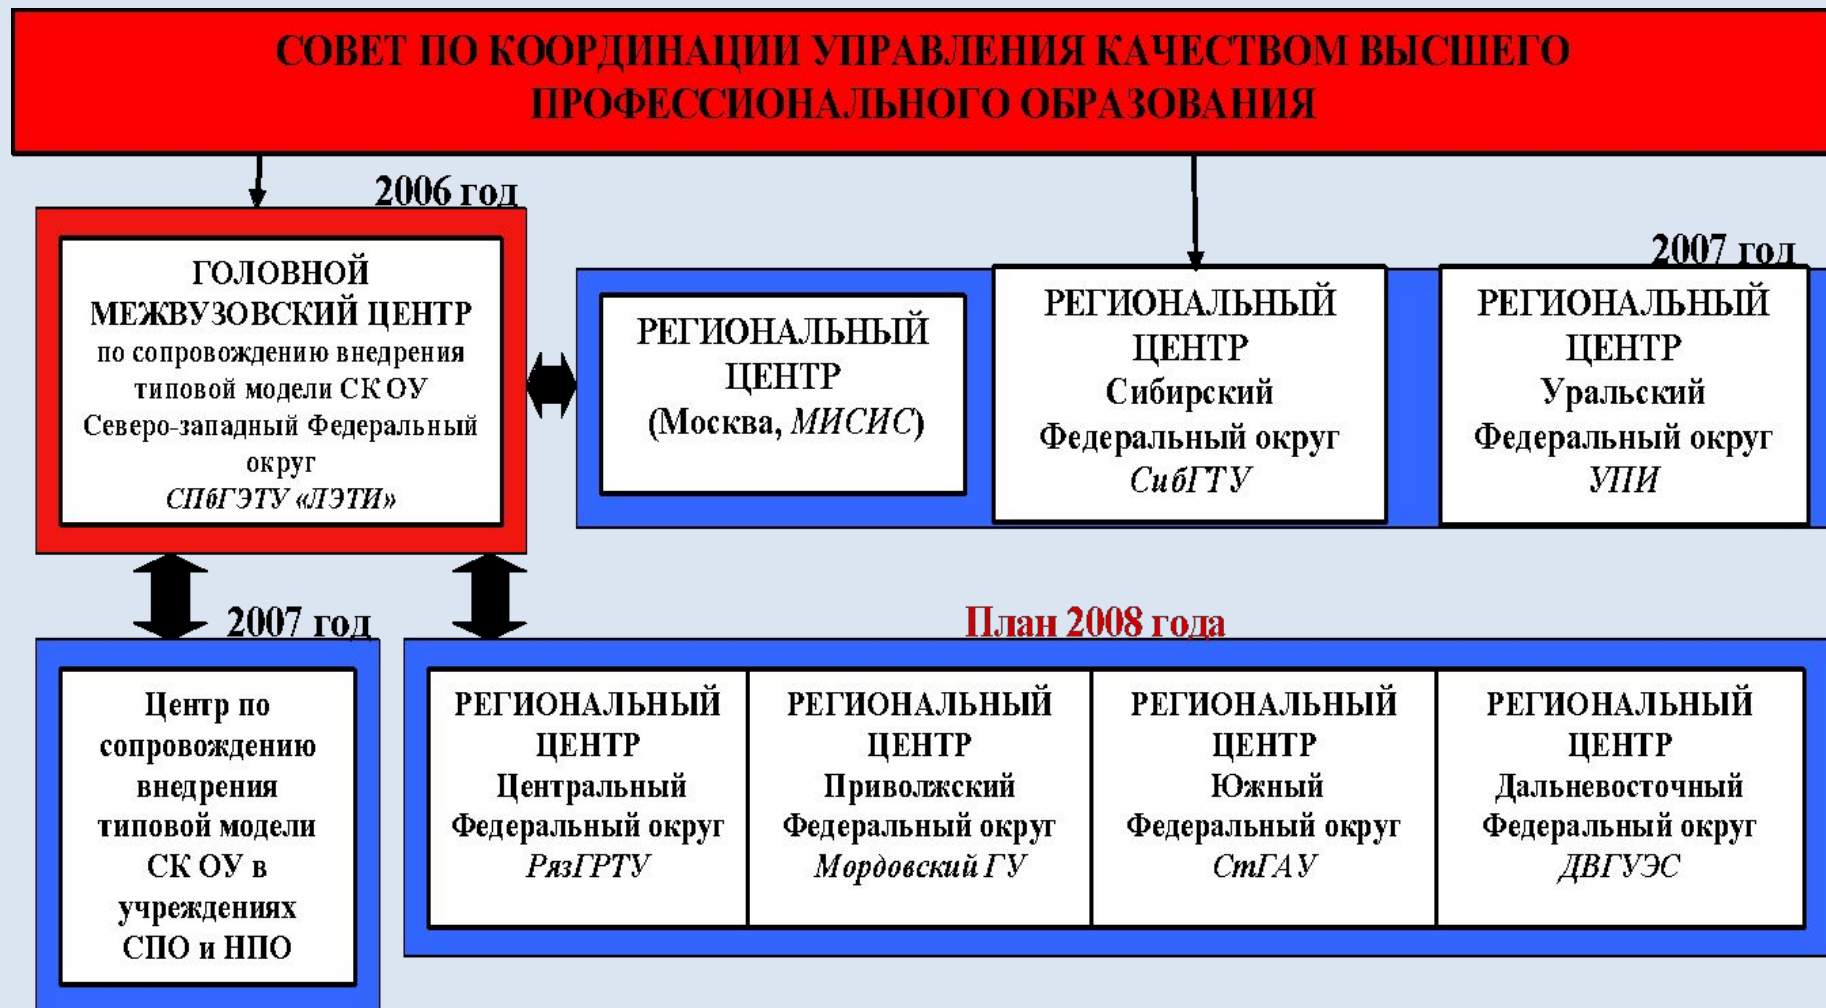 СОВЕТ ПО КООРДИНАЦИИ УПРАВЛЕНИЯ КАЧЕСТВОМ ВЫСШЕГО
ПРОФЕССИОНАЛЬНОГО ОБРАЗОВАНИЯ
2006 год
ГОЛОВНОЙ
МЕЖВУЗОВСКИЙ ЦЕНТР
по сопровождению внедрения
типовой модели СК ОУ
Северо-западный Федеральный
округ
СПбГЭТУ «ЛЭТИ»
2007 год
РЕГИОНАЛЬНЫЙ
ЦЕНТР
(Москва, МИСИС)
РЕГИОНАЛЬНЫЙ
ЦЕНТР
Сибирский
Федеральный округ
СибГТУ
РЕГИОНАЛЬНЫЙ
ЦЕНТР
Уральский
Федеральный округ
УПИ
2007 год
Центр по
сопровождению
внедрения
типовой модели
СК ОУ в
учреждениях
СПО и НПО
План 2008 года
РЕГИОНАЛЬНЫЙ
ЦЕНТР
Центральный
Федеральный округ
РязГРТУ
РЕГИОНАЛЬНЫЙ
ЦЕНТР
Приволжский
Федеральный округ
Мордовский ГУ
РЕГИОНАЛЬНЫЙ
ЦЕНТР
Южный
Федеральный округ
СтГАУ
РЕГИОНАЛЬНЫЙ
ЦЕНТР
Дальневосточный
Федеральный округ
ДВГУЭС